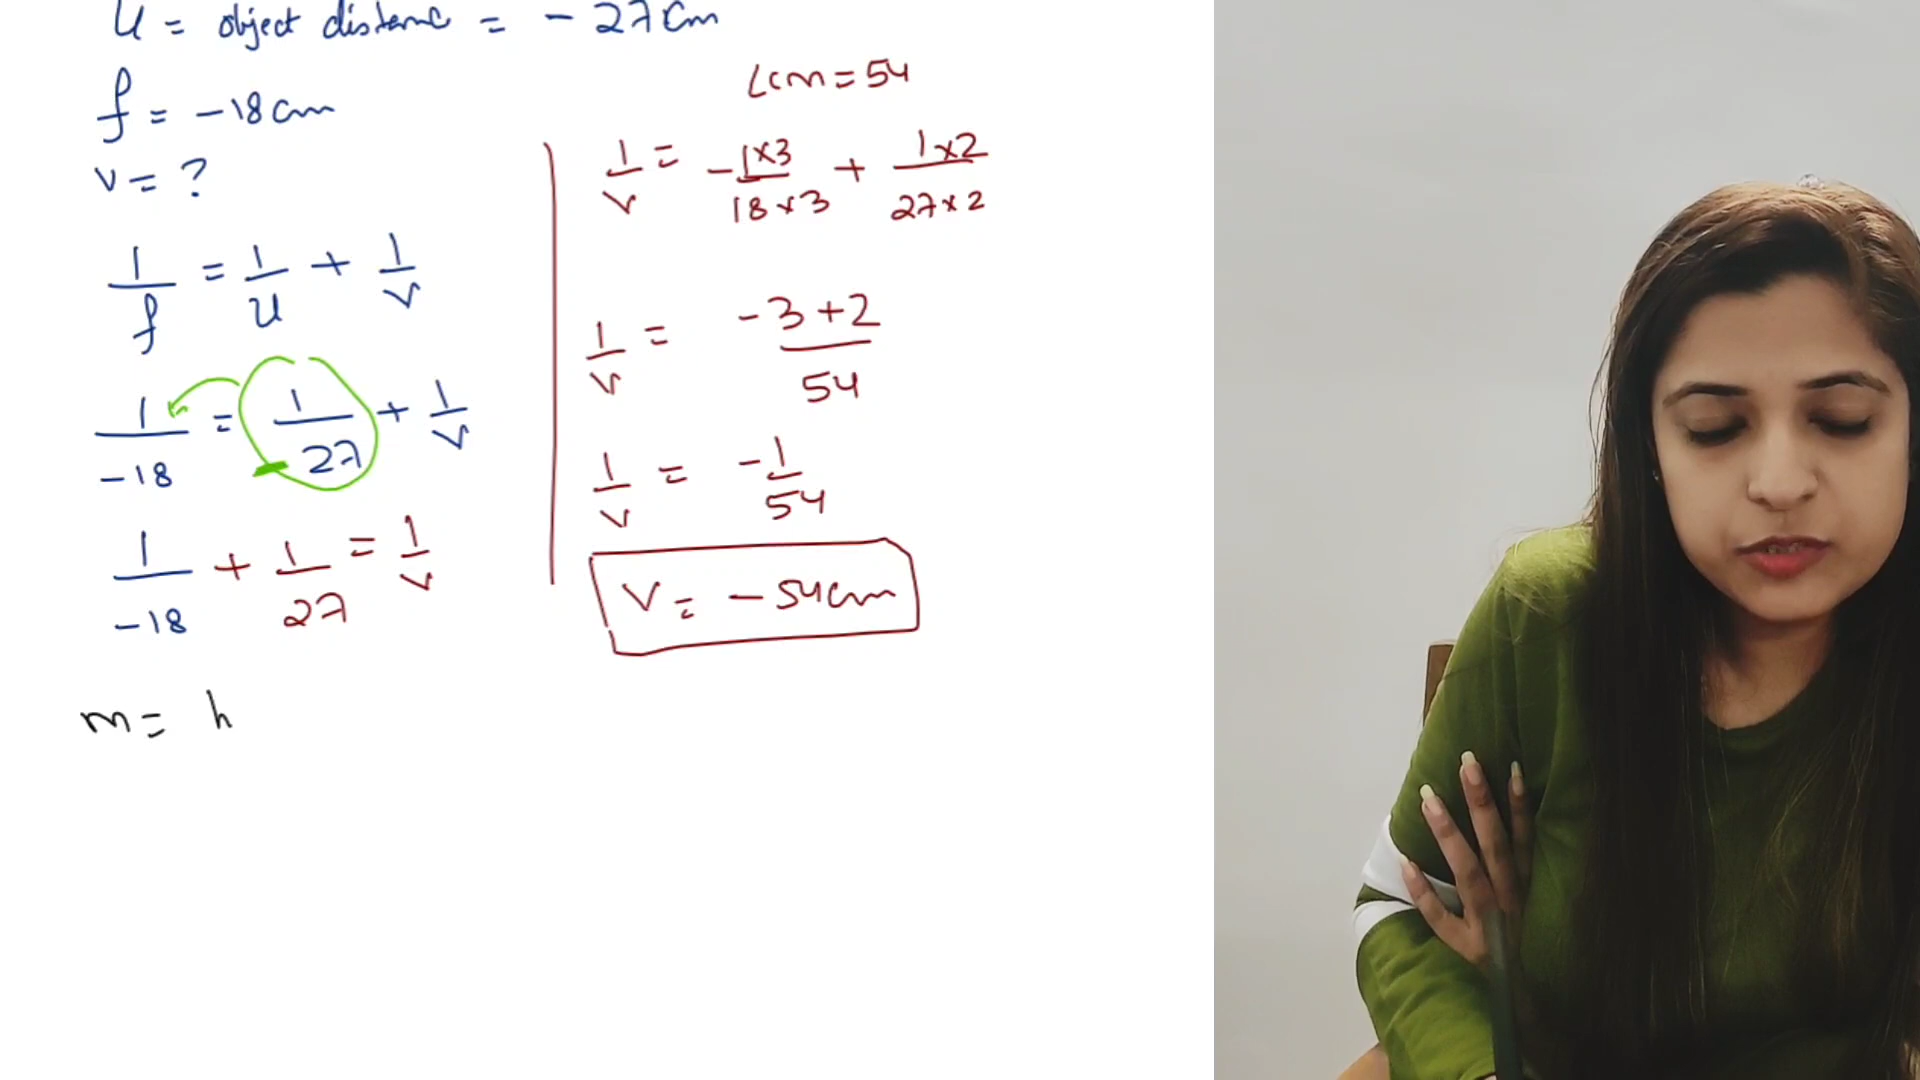 u = object distance = - 27cm
f = -18cm
v = ?
1/f = 1/u + 1/v
1/-18 = 1/-27 + 1/v
1/-18 + 1/27 = 1/v
Lcm = 54
1/v = - 1x3/18x3 + 1x2/27x2
1/v = -3+2/54
1/v = -1/54
v = - 54cm
m = h